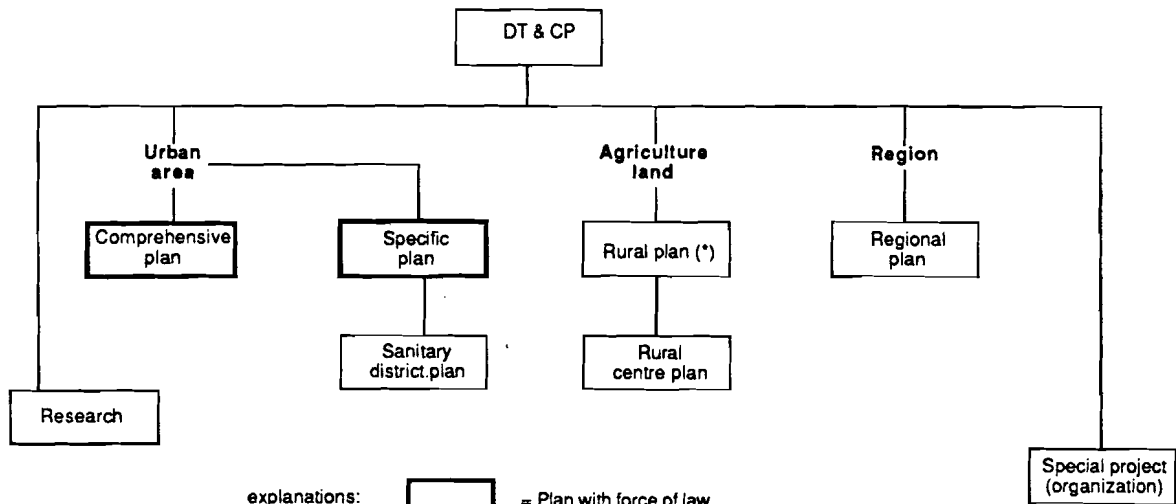 DT & CP
Urban
area
Agriculture
land
Region
Comprehensive
plan
Specific
plan
Rural plan (*)
Regional
plan
Sanitary
district.plan
Rural
centre plan
Research
Special project
(organization)
explanations:
= Plan with force of law